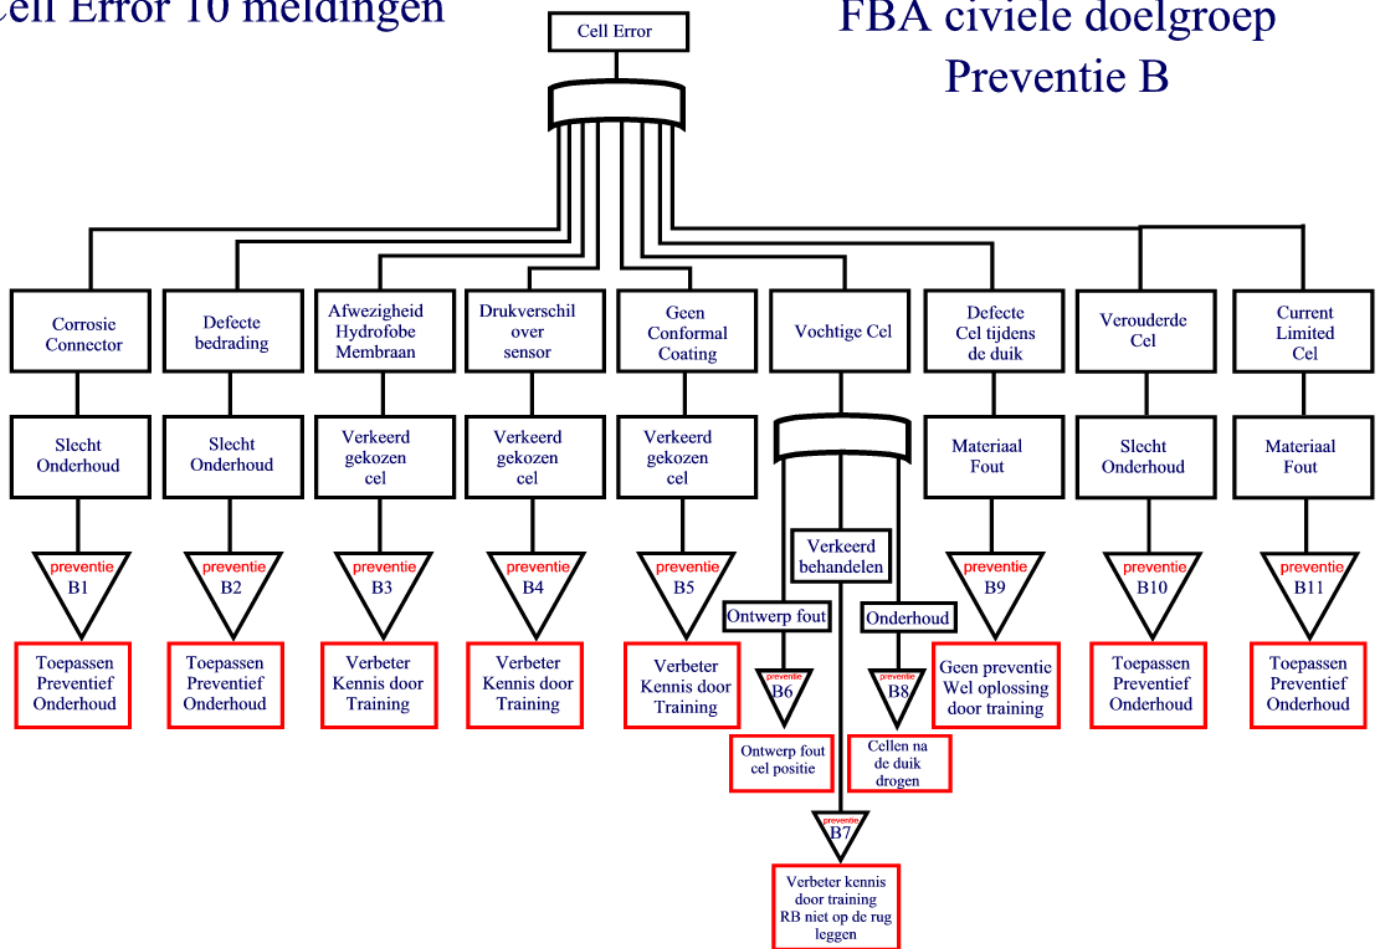 Cell Error 10 meldingen
FBA civiele doelgroep
Preventie B
Cell Error
Corrosie
Connector
Defecte
bedrading
Afwezigheid
Hydrofobe
Membraan
Drukverschil
over
sensor
Geen
Conformal
Coating
Vochtige Cel
Defecte
Cel tijdens
de duik
Verouderde
Cel
Current
Limited
Cel
Slecht
Onderhoud
Slecht
Onderhoud
Verkeerd
gekozen
cel
Verkeerd
gekozen
cel
Verkeerd
gekozen
cel
Materiaal
Fout
Slecht
Onderhoud
Materiaal
Fout
Verkeerd
behandelen
Ontwerp fout
Onderhoud
preventie
B1
preventie
B2
preventie
B3
preventie
B4
preventie
B5
preventie
B6
preventie
B8
preventie
B9
preventie
B10
preventie
B11
Toepassen
Preventief
Onderhoud
Toepassen
Preventief
Onderhoud
Verbeter
Kennis door
Training
Verbeter
Kennis door
Training
Verbeter
Kennis door
Training
Geen preventie
Wel oplossing
door training
Toepassen
Preventief
Onderhoud
Toepassen
Preventief
Onderhoud
Ontwerp fout
cel positie
Cellen na
de duik
drogen
preventie
B7
Verbeter kennis
door training
RB niet op de rug
leggen